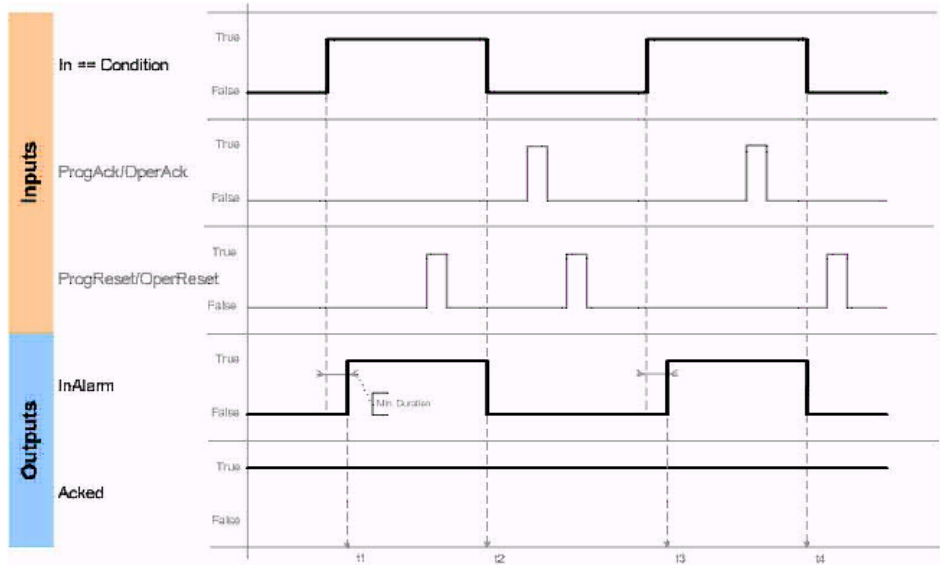 Inputs
In == Condition
True
False
ProgAck/OperAck
True
False
ProgReset/OperReset
True
False
Outputs
InAlarm
True
False
Min. Duration
Acked
True
False
t1
t2
t3
t4